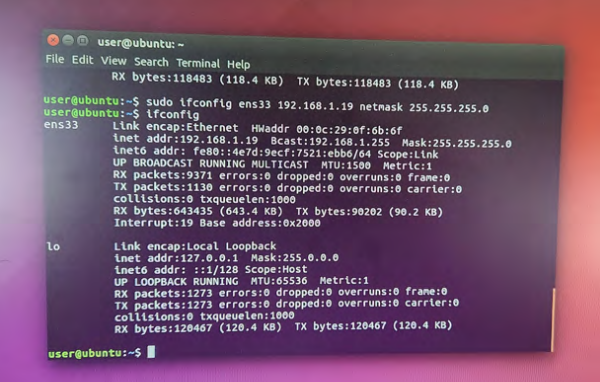 user@ubuntu: ~
File Edit View Search Terminal Help
RX bytes:118483 (118.4 KB) TX bytes:118483 (118.4 KB)
user@ubuntu:~$ sudo ifconfig ens33 192.168.1.19 netmask 255.255.255.0
user@ubuntu:~$ ifconfig
ens33 Link encap:Ethernet HWaddr 00:0c:29:0f:6b:6f
inet addr:192.168.1.19 Bcast:192.168.1.255 Mask:255.255.255.0
inet6 addr: fe80::4e7d:9ecf:7521:ebb6/64 Scope:Link
UP BROADCAST RUNNING MULTICAST MTU:1500 Metric:1
RX packets:9371 errors:0 dropped:0 overruns:0 frame:0
TX packets:1130 errors:0 dropped:0 overruns:0 carrier:0
collisions:0 txqueuelen:1000
RX bytes:643435 (643.4 KB) TX bytes:90202 (90.2 KB)
Interrupt:19 Base address:0x2000
lo Link encap:Local Loopback
inet addr:127.0.0.1 Mask:255.0.0.0
inet6 addr: ::1/128 Scope:Host
UP LOOPBACK RUNNING MTU:65536 Metric:1
RX packets:1273 errors:0 dropped:0 overruns:0 frame:0
TX packets:1273 errors:0 dropped:0 overruns:0 carrier:0
collisions:0 txqueuelen:1000
RX bytes:120467 (120.4 KB) TX bytes:120467 (120.4 KB)
user@ubuntu:~$